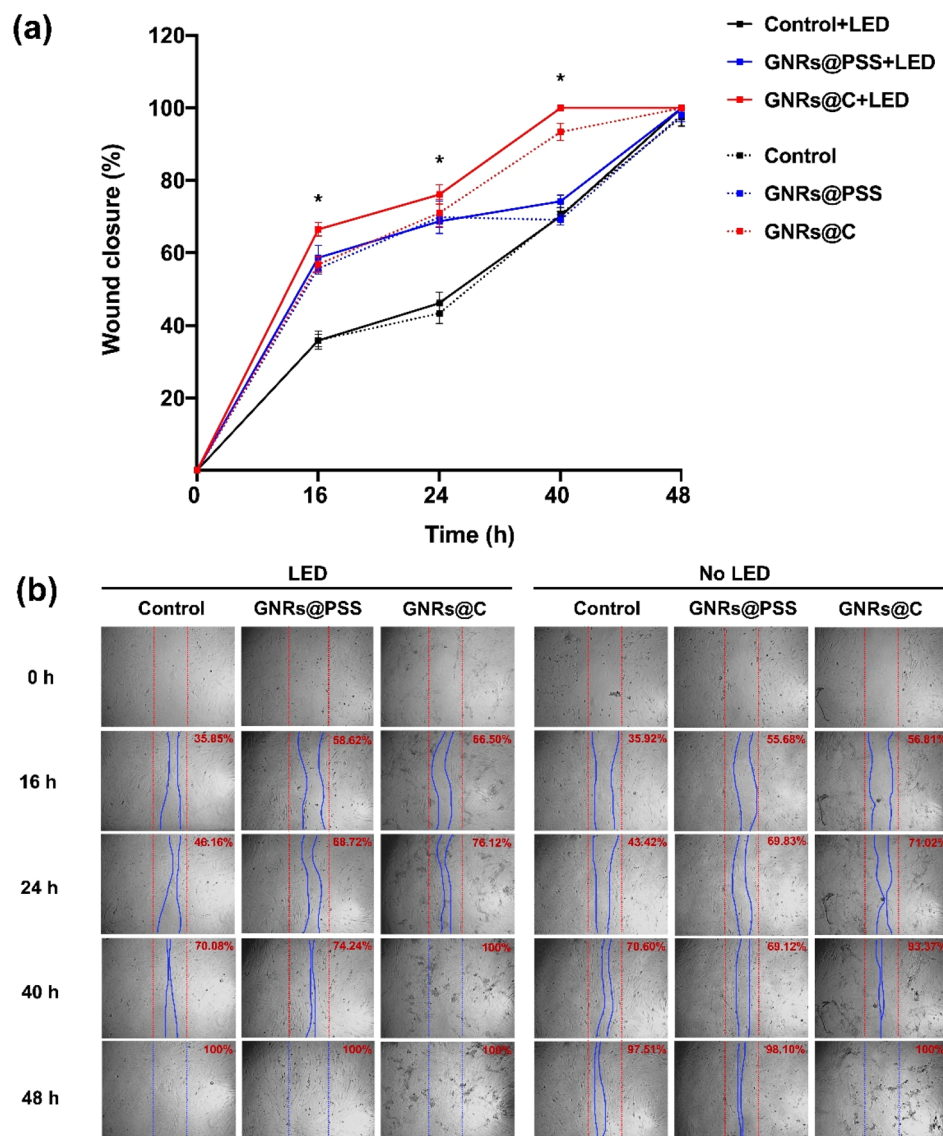 (a)
120
100
80
60
40
20
Wound closure (%)
*
*
*
0
16
24
40
48
Time (h)
Control+LED
GNRs@PSS+LED
GNRs@C+LED
Control
GNRs@PSS
GNRs@C
(b)
LED
No LED
Control
GNRs@PSS
GNRs@C
Control
GNRs@PSS
GNRs@C
0 h
16 h
35.85%
58.62%
66.50%
35.92%
55.68%
56.81%
24 h
46.16%
68.72%
76.12%
43.42%
69.83%
71.02%
40 h
70.08%
74.24%
100%
70.60%
69.12%
93.37%
48 h
100%
100%
100%
97.51%
98.10%
100%